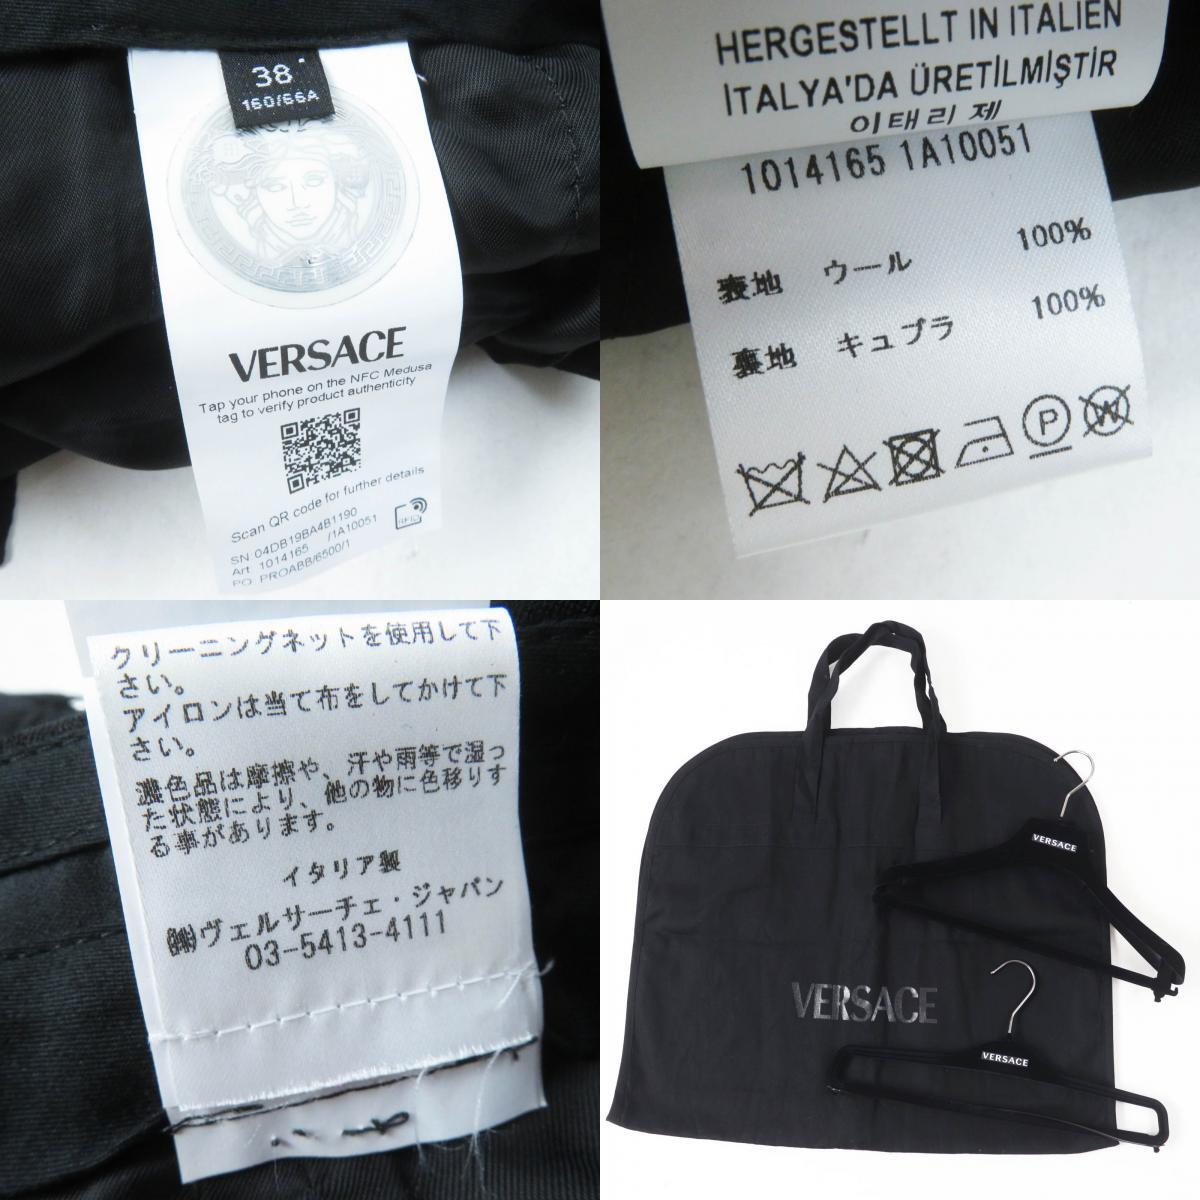 38
160/66A
VERSACE
Tap your phone on the NFC Medusa
tag to verify product authenticity
Scan QR code for further details
RFID
SN 04DB19BA4B1190
Art 1014165 /1A10051
PO PROABB/6500/1
HERGESTELLT IN ITALIEN
İTALYA'DA ÜRETİLMİŞTİR
이태리 제
1014165 1A10051
表地 ウール 100%
裏地 キュプラ 100%
P
W
クリーニングネットを使用して下
さい。
アイロンは当て布をしてかけて下
さい。
濃色品は摩擦や、汗や雨等で湿っ
た状態により、他の物に色移りす
る事があります。
イタリア製
㈱ヴェルサーチェ・ジャパン
03-5413-4111
VERSACE
VERSACE
VERSACE